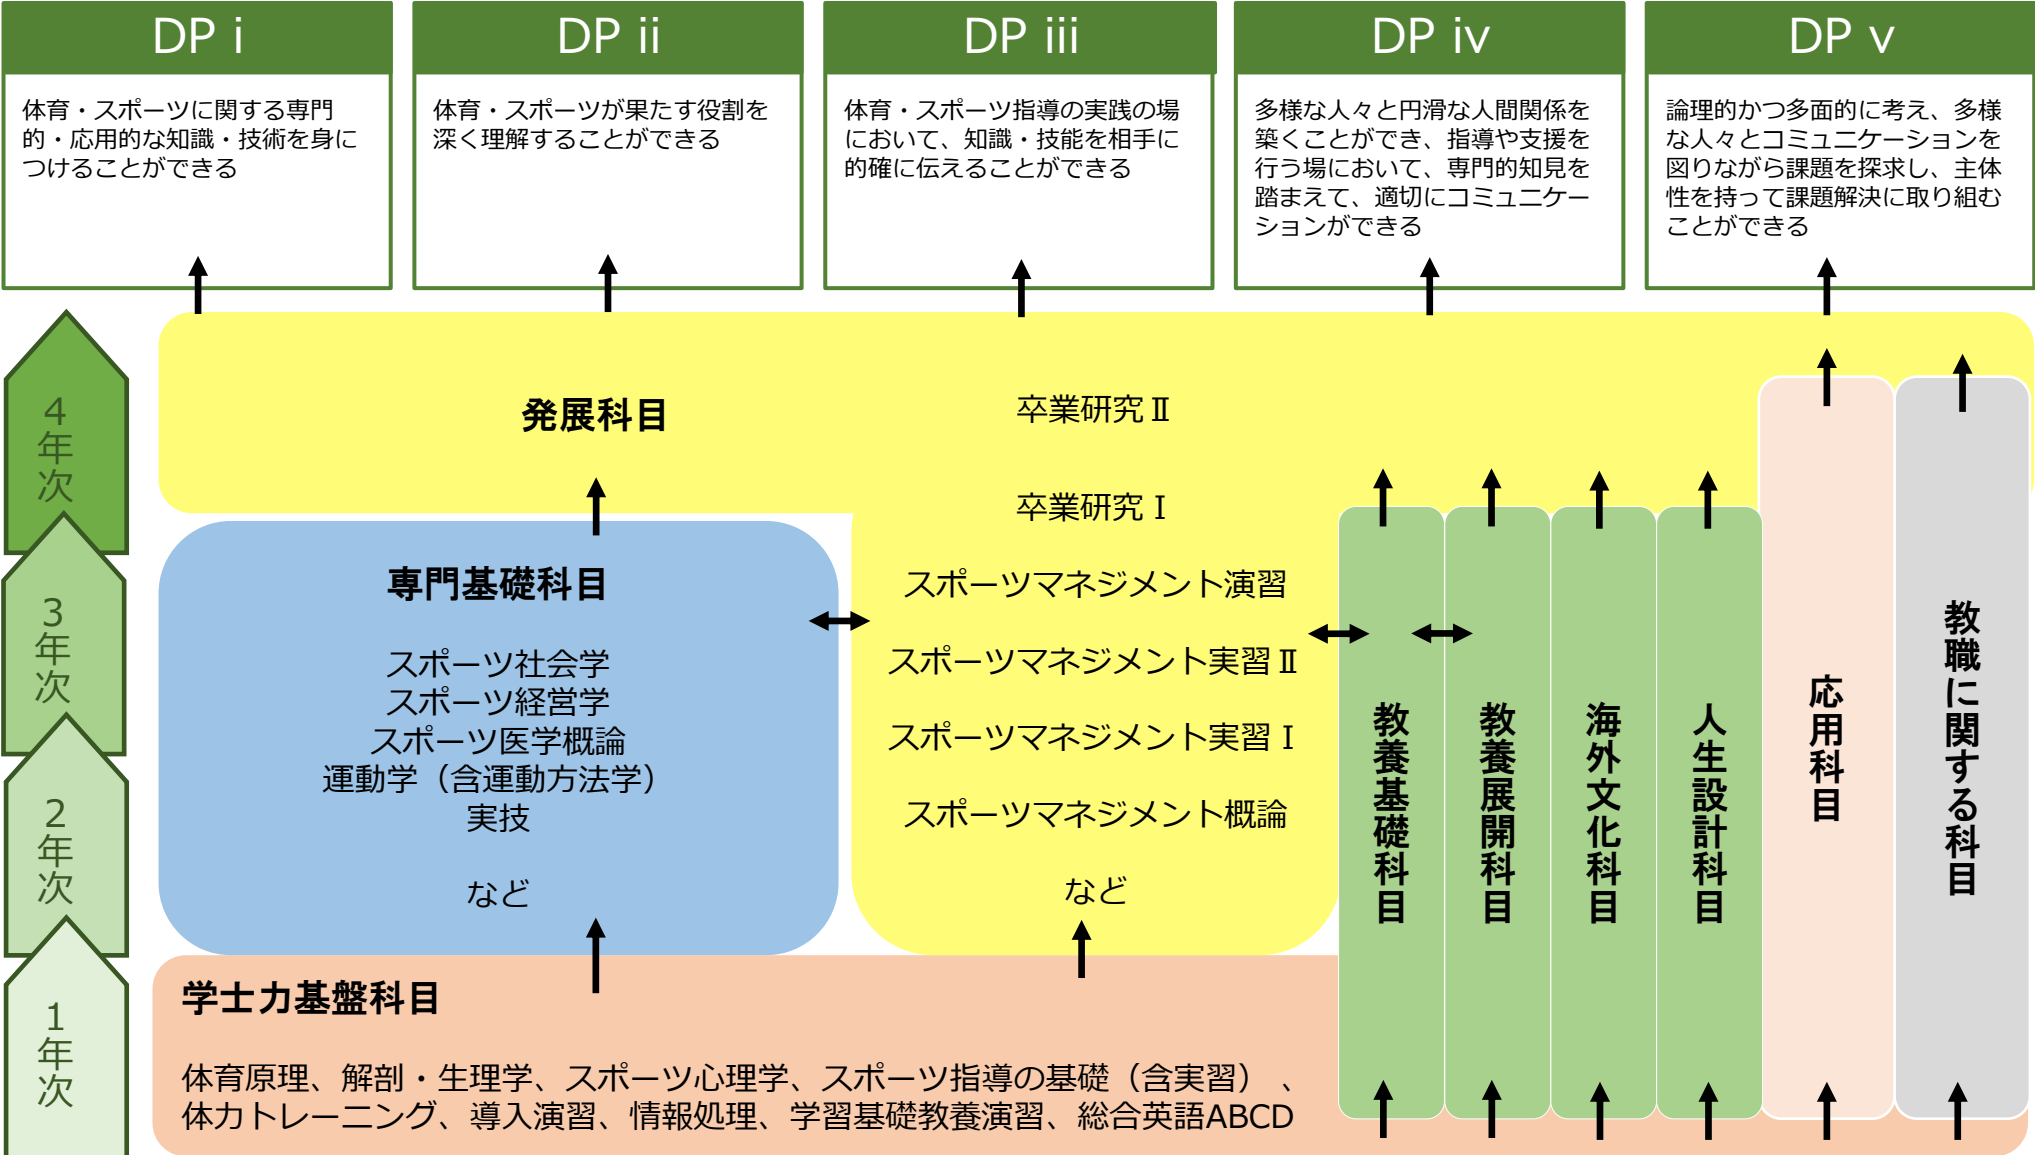 DP i
体育・スポーツに関する専門
的・応用的な知識・技術を身に
つけることができる
DP ii
体育・スポーツが果たす役割を
深く理解することができる
DP iii
体育・スポーツ指導の実践の場
において、知識・技能を相手に
的確に伝えることができる
DP iv
多様な人々と円滑な人間関係を
築くことができ、指導や支援を
行う場において、専門的知見を
踏まえて、適切にコミュニケー
ションができる
DP v
論理的かつ多面的に考え、多様
な人々とコミュニケーションを
図りながら課題を探求し、主体
性を持って課題解決に取り組む
ことができる
4年次
3年次
2年次
1年次
発展科目
卒業研究Ⅱ
卒業研究Ⅰ
スポーツマネジメント演習
スポーツマネジメント実習Ⅱ
スポーツマネジメント実習Ⅰ
スポーツマネジメント概論
など
専門基礎科目
スポーツ社会学
スポーツ経営学
スポーツ医学概論
運動学（含運動方法学）
実技
など
教養基礎科目
教養展開科目
海外文化科目
人生設計科目
応用科目
教職に関する科目
学士力基盤科目
体育原理、解剖・生理学、スポーツ心理学、スポーツ指導の基礎（含実習）、
体力トレーニング、導入演習、情報処理、学習基礎教養演習、総合英語ABCD